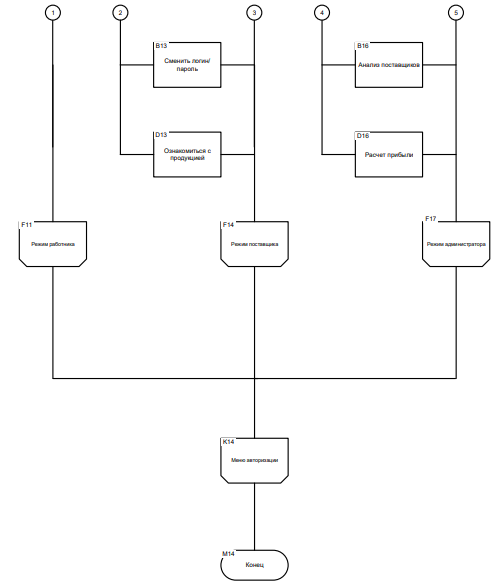 1
2
3
4
5
B13
Сменить логин/
пароль
B16
Анализ поставщиков
D13
Ознакомиться с
продукцией
D16
Расчет прибыли
F11
Режим работника
F14
Режим поставщика
F17
Режим администратора
K14
Меню авторизации
M14
Конец